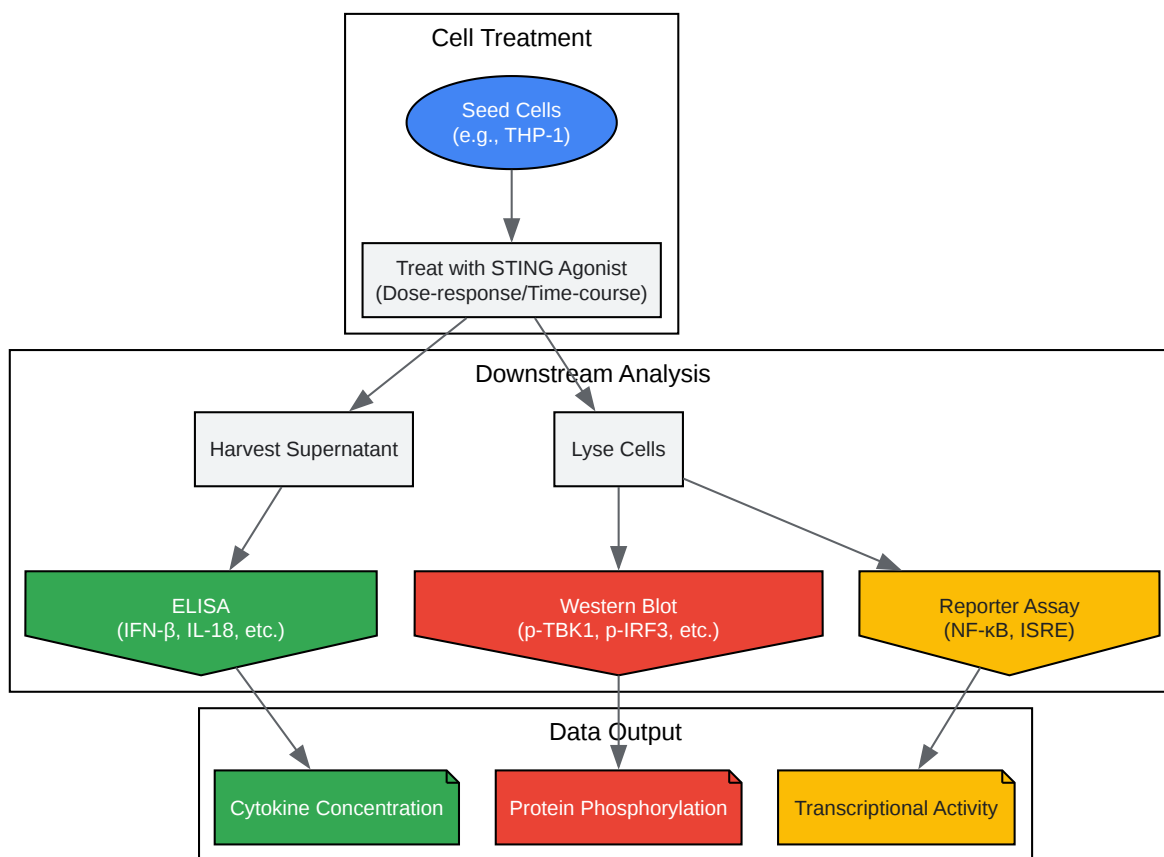 Cell Treatment
Seed Cells
(e.g., THP-1)
Treat with STING Agonist
(Dose-response/Time-course)
Downstream Analysis
Harvest Supernatant
Lyse Cells
ELISA
(IFN-β, IL-18, etc.)
Western Blot
(p-TBK1, p-IRF3, etc.)
Reporter Assay
(NF-κB, ISRE)
Data Output
Cytokine Concentration
Protein Phosphorylation
Transcriptional Activity